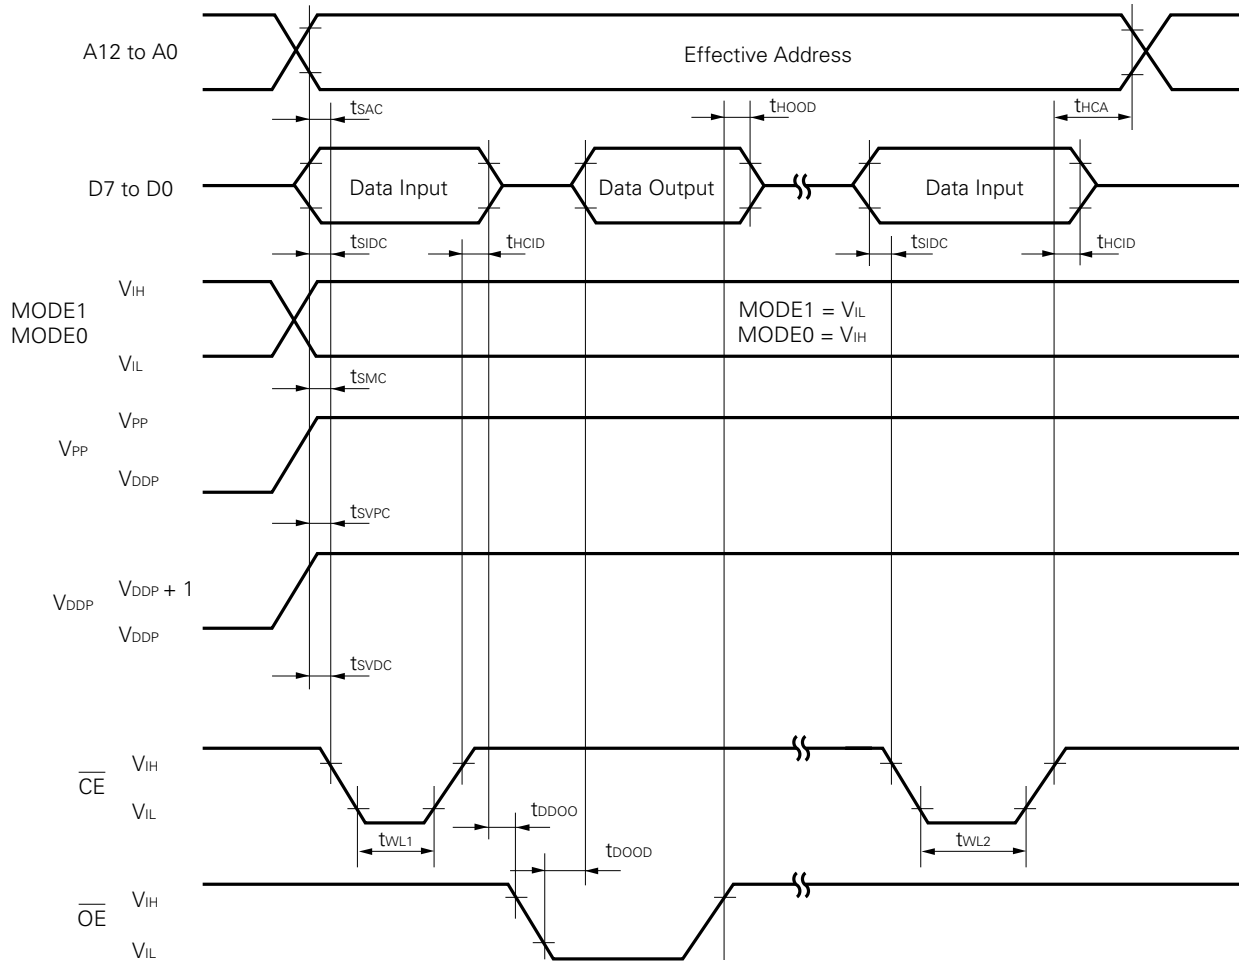 A12 to A0
Effective Address
tSAC
tHOOD
tHCA
D7 to D0
Data Input
Data Output
Data Input
tSIDC
tHCID
tSIDC
tHCID
VIH
MODE1
MODE0
MODE1 = VIL
MODE0 = VIH
VIL
tSMC
VPP
VPP
VDDP
tSVPC
VDDP + 1
VDDP
VDDP
tSVDC
VIH
CE
VIL
tWL1
tDDOO
tWL2
tDOOD
VIH
OE
VIL